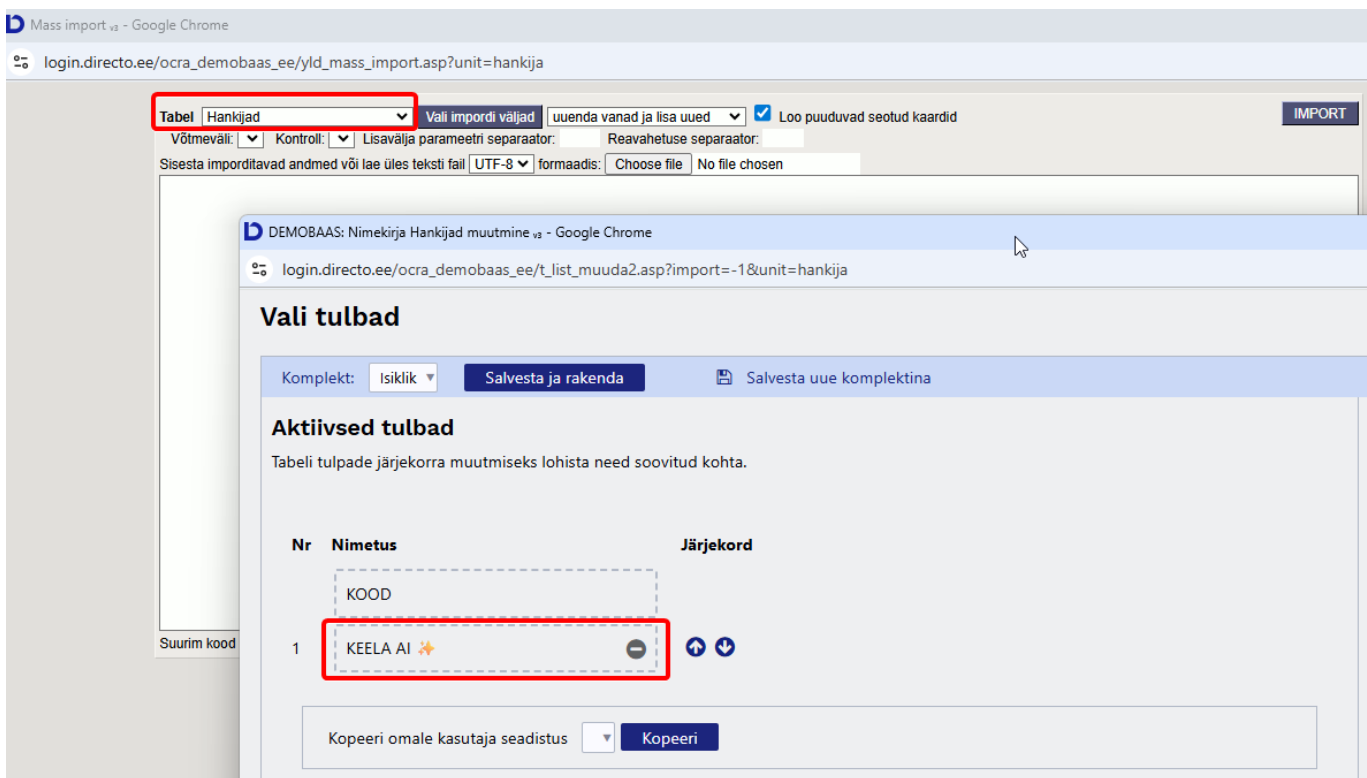 Mass import v3 - Google Chrome
login.directo.ee/ocra_demobaas_ee/yld_mass_import.asp?unit=hankija
Tabel Hankijad Vali impordi väljad uuenda vanad ja lisa uued Loo puuduvad seotud kaardid IMPORT
Võtmeväli: Kontroll: Lisavälja parameetri separaator: Reavahetuse separaator:
Sisesta imporditavad andmed või lae üles teksti fail UTF-8 formaadis: Choose file No file chosen
DEMOBAAS: Nimekirja Hankijad muutmine v3 - Google Chrome
login.directo.ee/ocra_demobaas_ee/t_list_muuda2.asp?import=-1&unit=hankija
Vali tulbad
Komplekt: Isiklik Salvesta ja rakenda Salvesta uue komplektina
Aktiivsed tulbad
Tabeli tulpade järjekorra muutmiseks lohista need soovitud kohta.
Nr Nimetus Järjekord
KOOD
Suurim kood
1 KEELA AI ✨
Kopeeri omale kasutaja seadistus Kopeeri